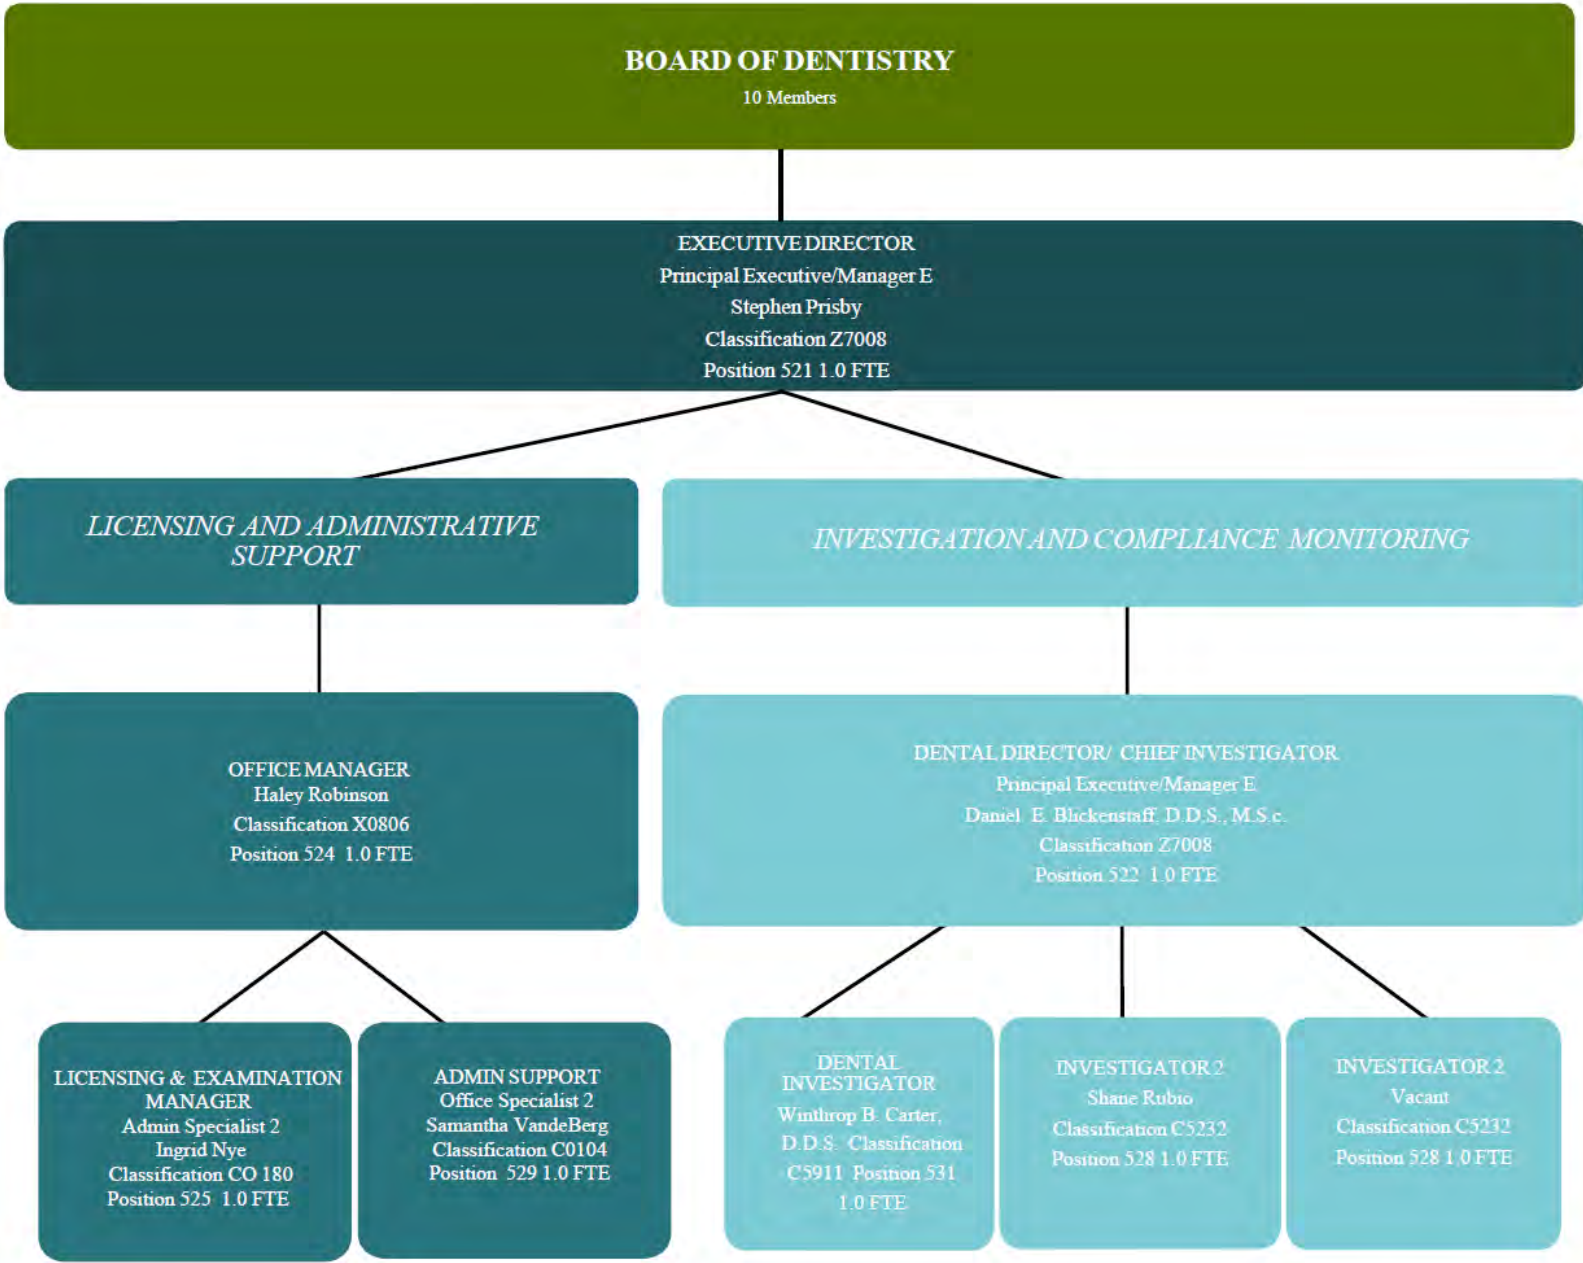 BOARD OF DENTISTRY
10 Members
EXECUTIVE DIRECTOR
Principal Executive/Manager E
Stephen Prisby
Classification Z7008
Position 521 1.0 FTE
LICENSING AND ADMINISTRATIVE
SUPPORT
INVESTIGATION AND COMPLIANCE MONITORING
OFFICE MANAGER
Haley Robinson
Classification X0806
Position 524 1.0 FTE
DENTAL DIRECTOR/ CHIEF INVESTIGATOR
Principal Executive/Manager E
Daniel E. Blickenstaff, D.D.S., M.S.c.
Classification Z7008
Position 522 1.0 FTE
LICENSING & EXAMINATION
MANAGER
Admin Specialist 2
Ingrid Nye
Classification CO 180
Position 525 1.0 FTE
ADMIN SUPPORT
Office Specialist 2
Samantha VandeBerg
Classification C0104
Position 529 1.0 FTE
DENTAL
INVESTIGATOR
Winthrop B. Carter,
D.D.S. Classification
C5911 Position 531
1.0 FTE
INVESTIGATOR 2
Shane Rubio
Classification C5232
Position 528 1.0 FTE
INVESTIGATOR 2
Vacant
Classification C5232
Position 528 1.0 FTE